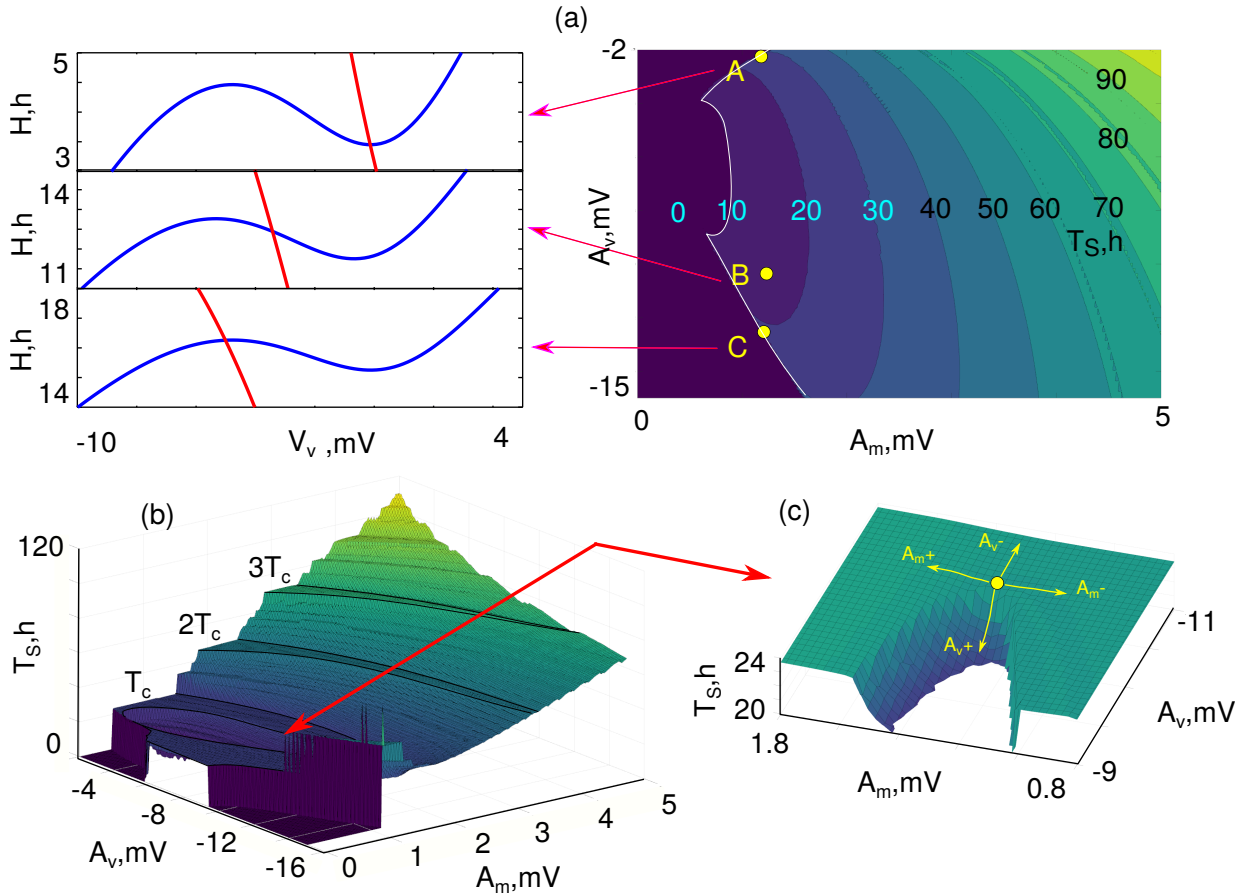 (a)
5
H,h
3
14
H,h
11
18
H,h
14
-10
V_v ,mV
4
-2
A_v,mV
-15
0
A_m,mV
5
A
B
C
0 10 20 30 40 50 60 70
80
90
T_S,h
(b)
120
T_S,h
0
3T_c
2T_c
T_c
-4
-8
-12
-16
A_v,mV
0
1
2
3
4
5
A_m,mV
(c)
A_v-
A_m+
A_m-
A_v+
24
T_S,h
20
1.8
A_m,mV
0.8
-9
A_v,mV
-11